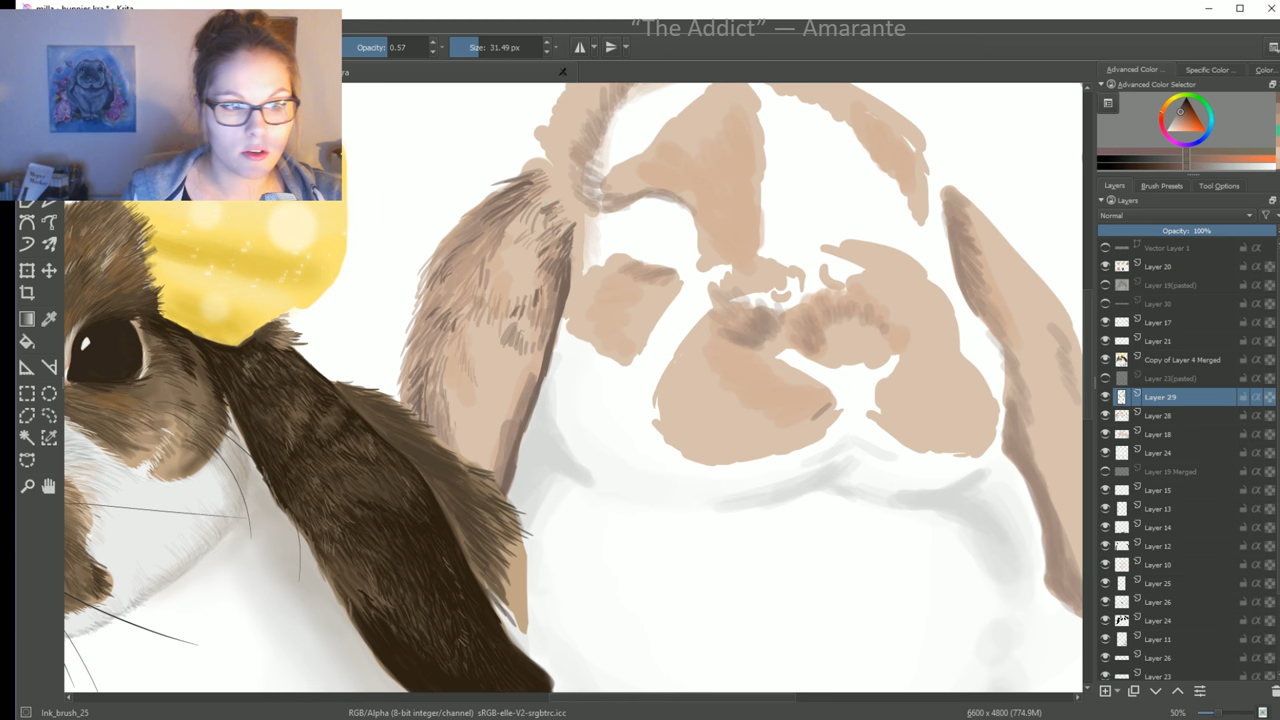 milla - bunnies.kra * - Krita
"The Addict" — Amarante
Opacity: 0.57
Size: 31.49 px
ra
Advanced Color ...
Specific Color ...
Color...
Advanced Color Selector
Layers
Brush Presets
Tool Options
Layers
Normal
Opacity: 100%
Vector Layer 1
Layer 20
Layer 19(pasted)
Layer 30
Layer 17
Layer 21
Copy of Layer 4 Merged
Layer 23(pasted)
Layer 29
Layer 28
Layer 18
Layer 24
Layer 19 Merged
Layer 15
Layer 13
Layer 14
Layer 12
Layer 10
Layer 25
Layer 26
Layer 24
Layer 11
Layer 26
Layer 23
Ink_brush_25
RGB/Alpha (8-bit integer/channel) sRGB-elle-V2-srgbtrc.icc
6600 x 4800 (774.9M)
50%